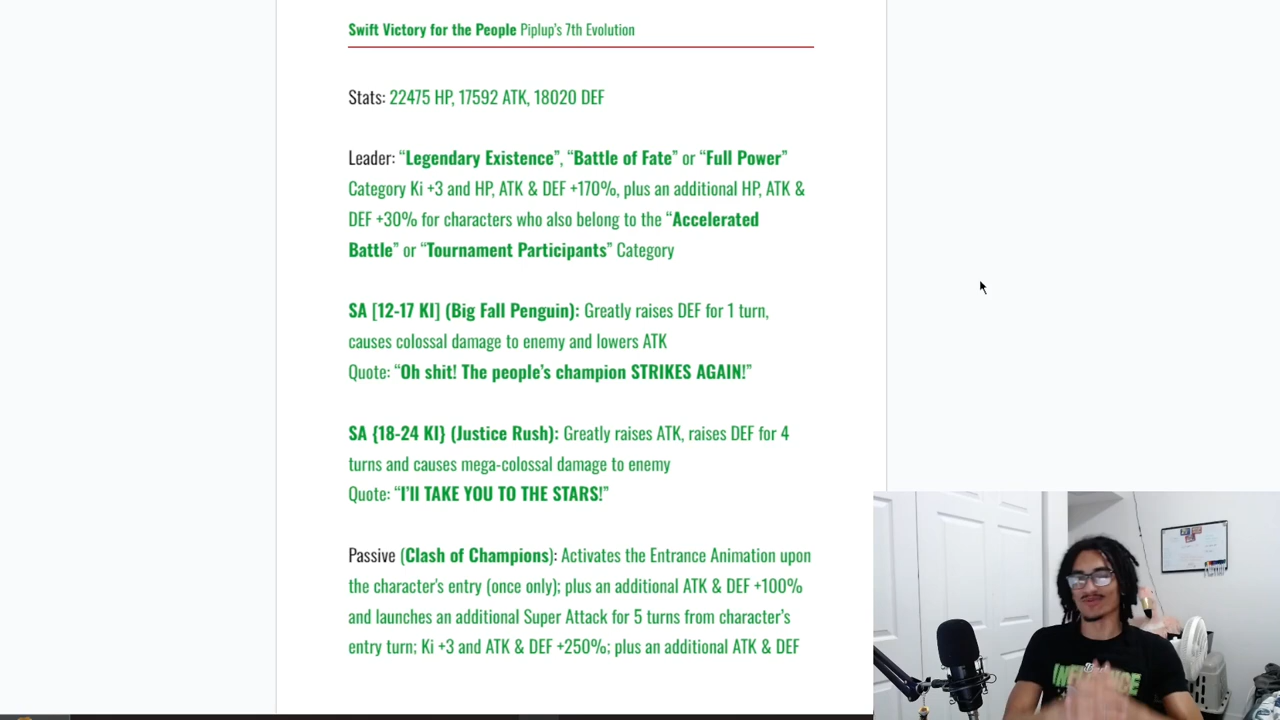 Swift Victory for the People Piplup's 7th Evolution
Stats: 22475 HP, 17592 ATK, 18020 DEF
Leader: “Legendary Existence”, “Battle of Fate” or “Full Power”
Category Ki +3 and HP, ATK & DEF +170%, plus an additional HP, ATK &
DEF +30% for characters who also belong to the “Accelerated
Battle” or “Tournament Participants” Category
SA [12-17 KI] (Big Fall Penguin): Greatly raises DEF for 1 turn,
causes colossal damage to enemy and lowers ATK
Quote: “Oh shit! The people’s champion STRIKES AGAIN!”
SA {18-24 KI} (Justice Rush): Greatly raises ATK, raises DEF for 4
turns and causes mega-colossal damage to enemy
Quote: “I’ll TAKE YOU TO THE STARS!”
Passive (Clash of Champions): Activates the Entrance Animation upon
the character's entry (once only); plus an additional ATK & DEF +100%
and launches an additional Super Attack for 5 turns from character’s
entry turn; Ki +3 and ATK & DEF +250%; plus an additional ATK & DEF